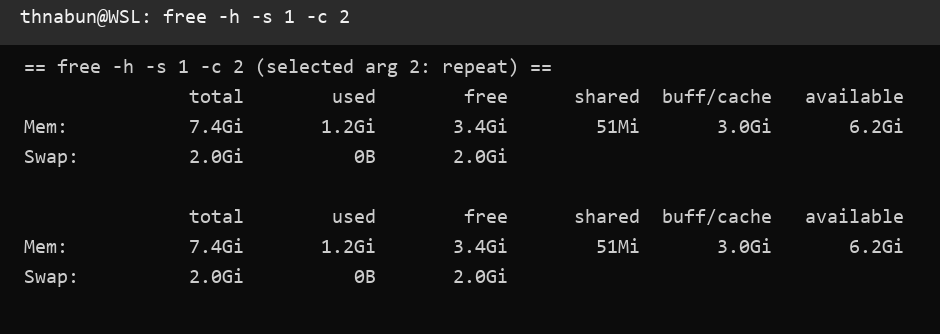 thnabun@WSL: free -h -s 1 -c 2
== free -h -s 1 -c 2 (selected arg 2: repeat) ==
total used free shared buff/cache available
Mem: 7.4Gi 1.2Gi 3.4Gi 51Mi 3.0Gi 6.2Gi
Swap: 2.0Gi 0B 2.0Gi
total used free shared buff/cache available
Mem: 7.4Gi 1.2Gi 3.4Gi 51Mi 3.0Gi 6.2Gi
Swap: 2.0Gi 0B 2.0Gi